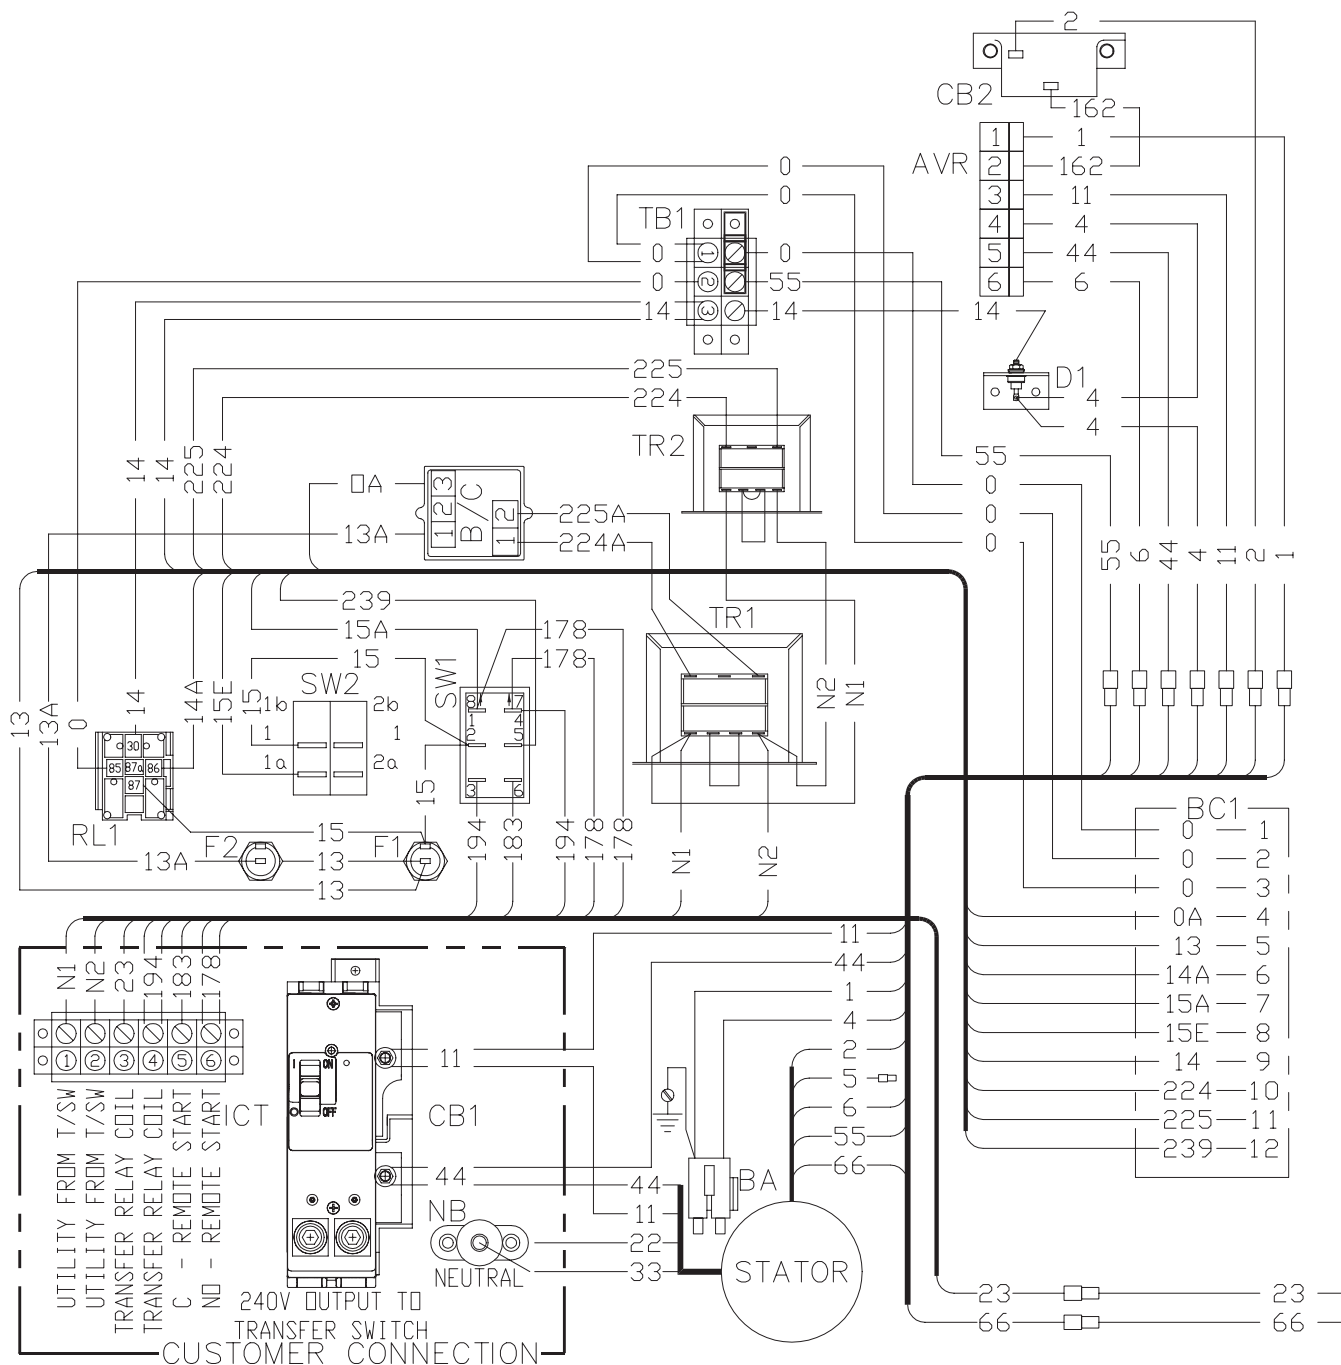 2
CB2
162
1 1
AVR 2 162
3 11
4 4
5 44
6 6
0
0
TB1
0 1 0
0 2 55
14 3 14 14
D1
4
4
225
224
TR2
14 14 225 224
0A
3
2
1
B/C
2
1
13A
225A
224A
55
0
0
0
55 6 44 4 11 2 1
239
15A
15
178
178
TR1
SW1
SW2
N2 N1
13 13A 0 14 14A 15E 15
1b 2b
1 1
1a 2a
8 7
1 4
2 5
3 6
30
85 87a 86
87
RL1
15
15
F2
F1
13A
13
13
194 183 194 178 178
N1 N2
BC1
0 1
0 2
0 3
0A 4
13 5
14A 6
15A 7
15E 8
14 9
224 10
225 11
239 12
11
44
1
4
2
5
6
55
66
N1 N2 23 194 183 178
1 2 3 4 5 6
UTILITY FROM T/SW
UTILITY FROM T/SW
TRANSFER RELAY COIL
TRANSFER RELAY COIL
C - REMOTE START
NO - REMOTE START
ICT
I ON
O OFF
11
CB1
44
44
11
22
33
BA
NB
NEUTRAL
STATOR
240V OUTPUT TO
TRANSFER SWITCH
CUSTOMER CONNECTION
23 23
66 66